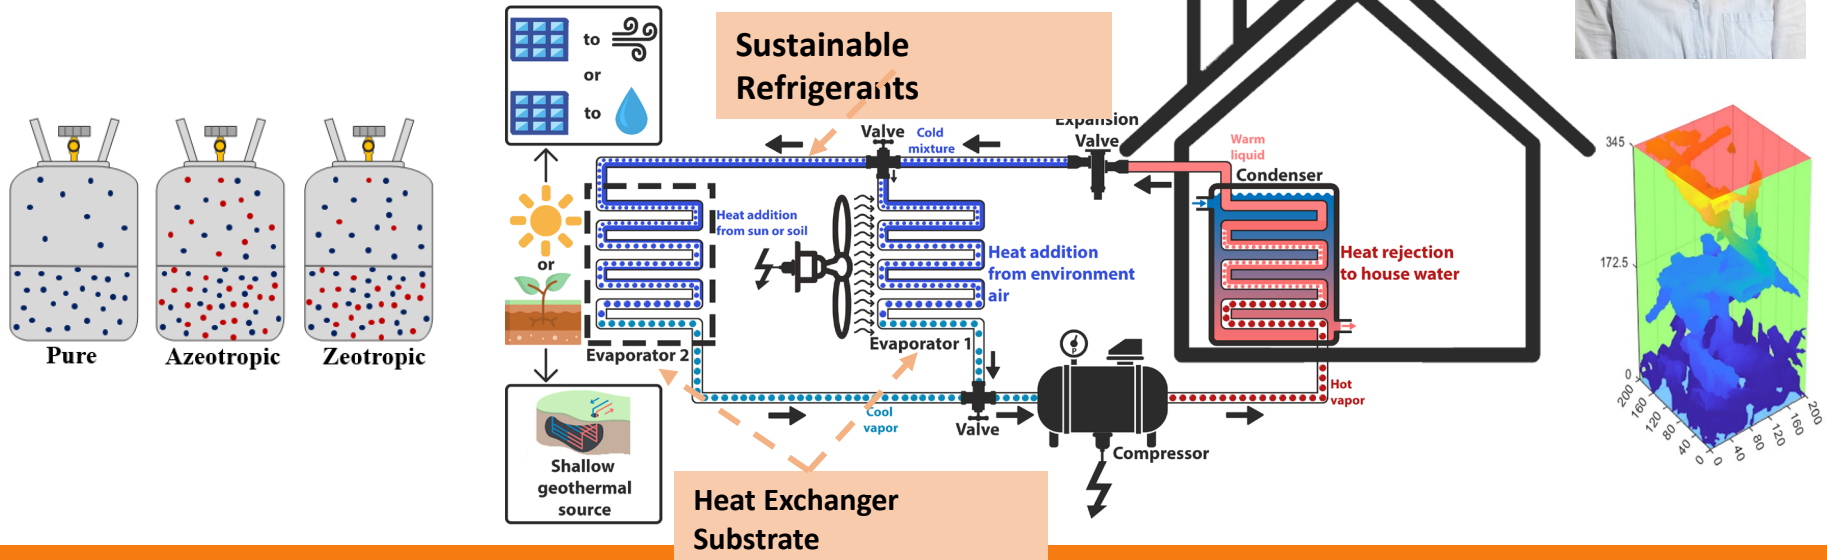 Pure
Azeotropic
Zeotropic
to
or
to
or
Shallow
geothermal
source
Sustainable
Refrigerants
Valve
Cold
mixture
Expansion
Valve
Warm
liquid
Condenser
Heat addition
from sun or soil
Heat addition
from environment
air
Heat rejection
to house water
Evaporator 2
Evaporator 1
P
Cool
vapor
Valve
Compressor
Hot
vapor
Heat Exchanger
Substrate
345
172.5
0
200
160
120
80
40
0
0
40
80
120
160
200